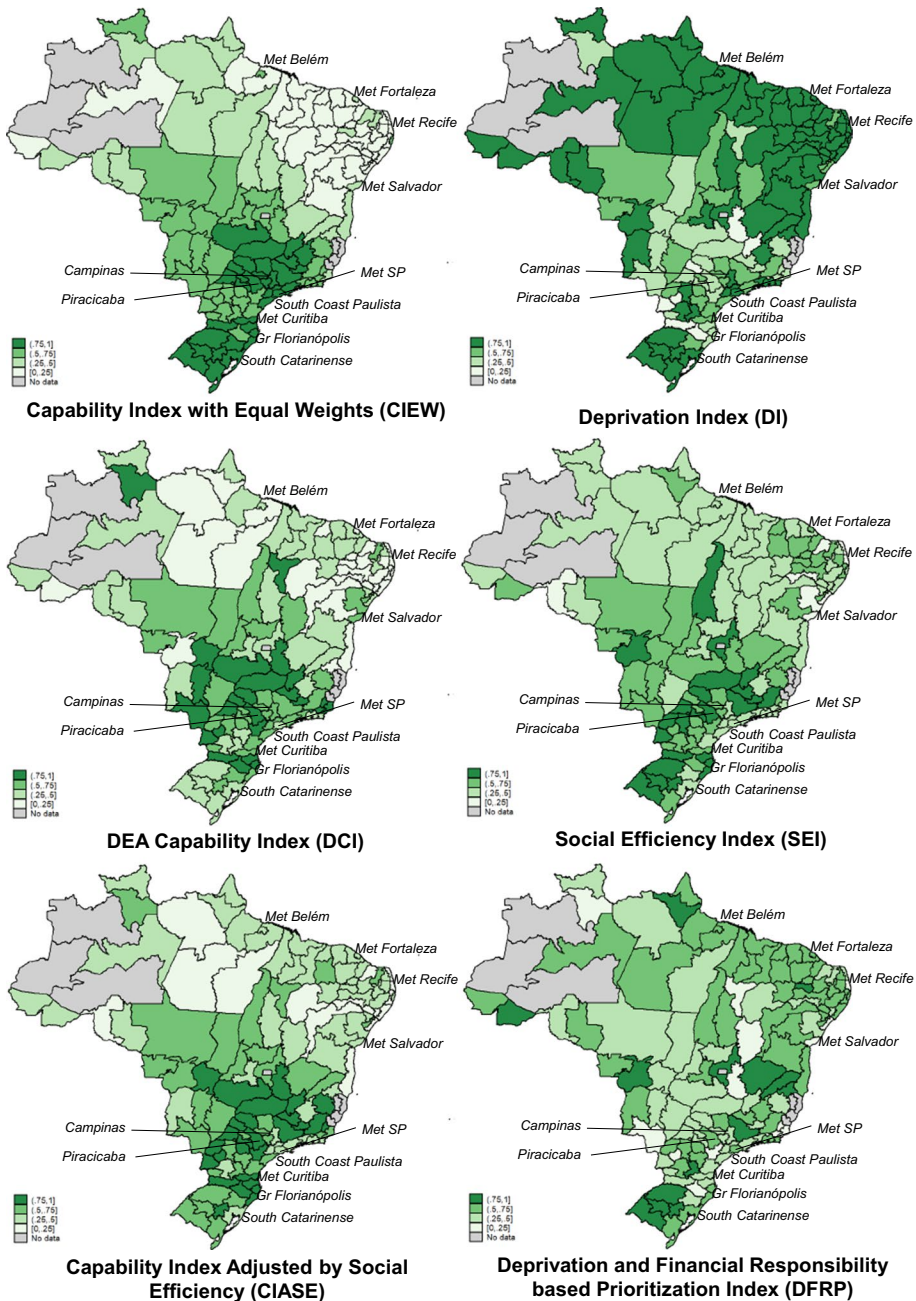 Met Belém
Met Fortaleza
Met Recife
Met Salvador
Campinas
Met SP
Piracicaba
South Coast Paulista
Met Curitiba
Gr Florianópolis
South Catarinense
(.75,1]
(.5,.75]
(.25,.5]
[0,.25]
No data
Capability Index with Equal Weights (CIEW)
Met Belém
Met Fortaleza
Met Recife
Met Salvador
Campinas
Met SP
Piracicaba
South Coast Paulista
Met Curitiba
Gr Florianópolis
South Catarinense
(.75,1]
(.5,.75]
(.25,.5]
[0,.25]
No data
Deprivation Index (DI)
Met Belém
Met Fortaleza
Met Recife
Met Salvador
Campinas
Met SP
Piracicaba
South Coast Paulista
Met Curitiba
Gr Florianópolis
South Catarinense
(.75,1]
(.5,.75]
(.25,.5]
[0,.25]
No data
DEA Capability Index (DCI)
Met Belém
Met Fortaleza
Met Recife
Met Salvador
Campinas
Met SP
Piracicaba
South Coast Paulista
Met Curitiba
Gr Florianópolis
South Catarinense
(.75,1]
(.5,.75]
(.25,.5]
[0,.25]
No data
Social Efficiency Index (SEI)
Met Belém
Met Fortaleza
Met Recife
Met Salvador
Campinas
Met SP
Piracicaba
South Coast Paulista
Met Curitiba
Gr Florianópolis
South Catarinense
(.75,1]
(.5,.75]
(.25,.5]
[0,.25]
No data
Capability Index Adjusted by Social
Efficiency (CIASE)
Met Belém
Met Fortaleza
Met Recife
Met Salvador
Campinas
Met SP
Piracicaba
South Coast Paulista
Met Curitiba
Gr Florianópolis
South Catarinense
(.75,1]
(.5,.75]
(.25,.5]
[0,.25]
No data
Deprivation and Financial Responsibility
based Prioritization Index (DFRP)